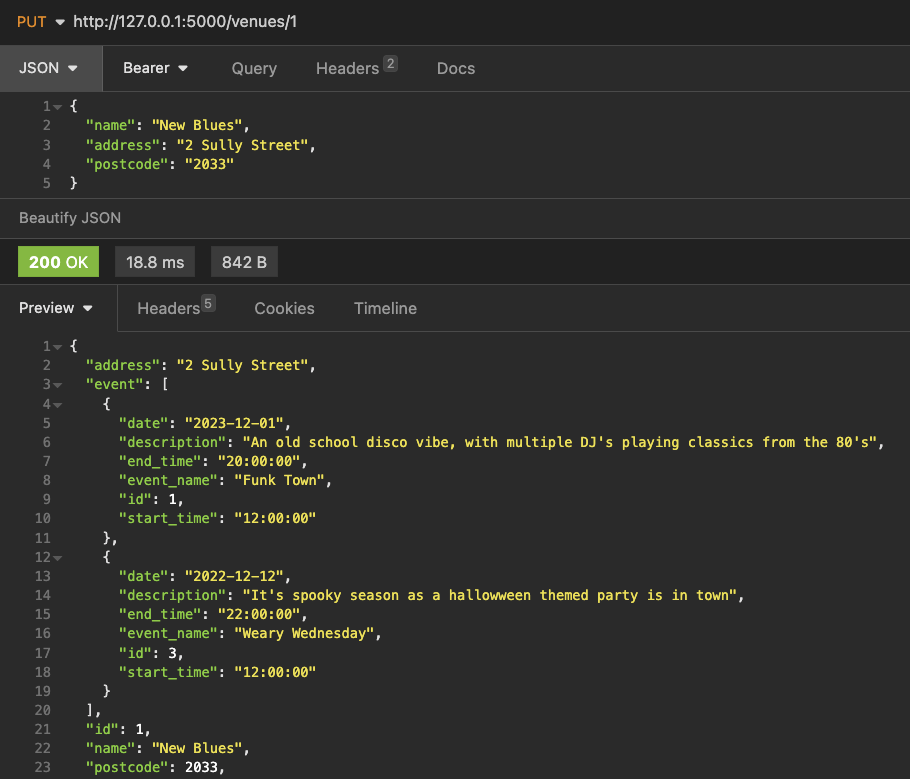 PUT http://127.0.0.1:5000/venues/1
JSON Bearer Query Headers 2 Docs
1 {
2 "name": "New Blues",
3 "address": "2 Sully Street",
4 "postcode": "2033"
5 }
Beautify JSON
200 OK 18.8 ms 842 B
Preview Headers 5 Cookies Timeline
1 {
2 "address": "2 Sully Street",
3 "event": [
4 {
5 "date": "2023-12-01",
6 "description": "An old school disco vibe, with multiple DJ's playing classics from the 80's",
7 "end_time": "20:00:00",
8 "event_name": "Funk Town",
9 "id": 1,
10 "start_time": "12:00:00"
11 },
12 {
13 "date": "2022-12-12",
14 "description": "It's spooky season as a hallowween themed party is in town",
15 "end_time": "22:00:00",
16 "event_name": "Weary Wednesday",
17 "id": 3,
18 "start_time": "12:00:00"
19 }
20 ],
21 "id": 1,
22 "name": "New Blues",
23 "postcode": 2033,